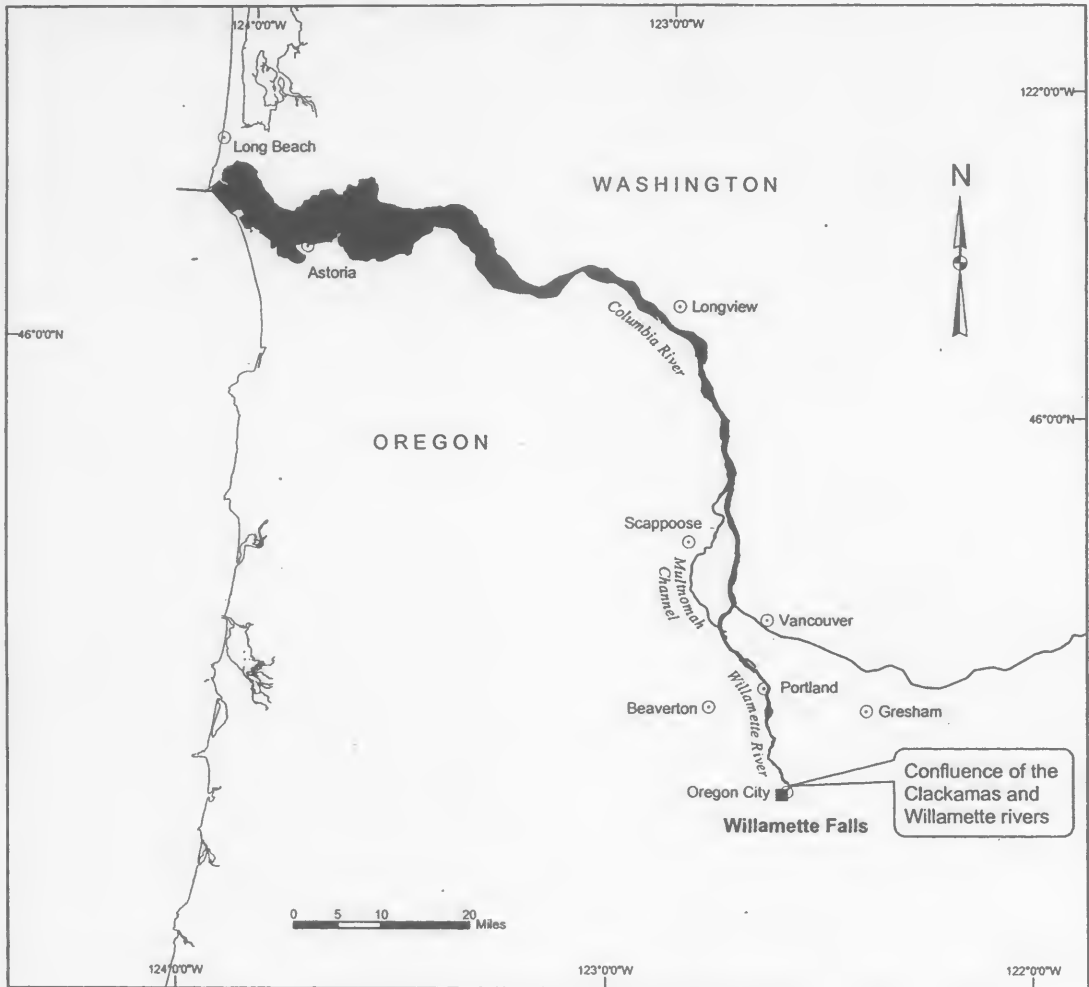 124°0'0"W
123°0'0"W
122°0'0"W
Long Beach
WASHINGTON
N
Astoria
Longview
Columbia River
46°0'0"N
46°0'0"W
OREGON
Scappoose
Multnomah
Channel
Vancouver
Willamette River
Portland
Beaverton
Gresham
Oregon City
Confluence of the
Clackamas and
Willamette rivers
Willamette Falls
0 5 10 20
Miles
124°0'0"W
123°0'0"W
122°0'0"W